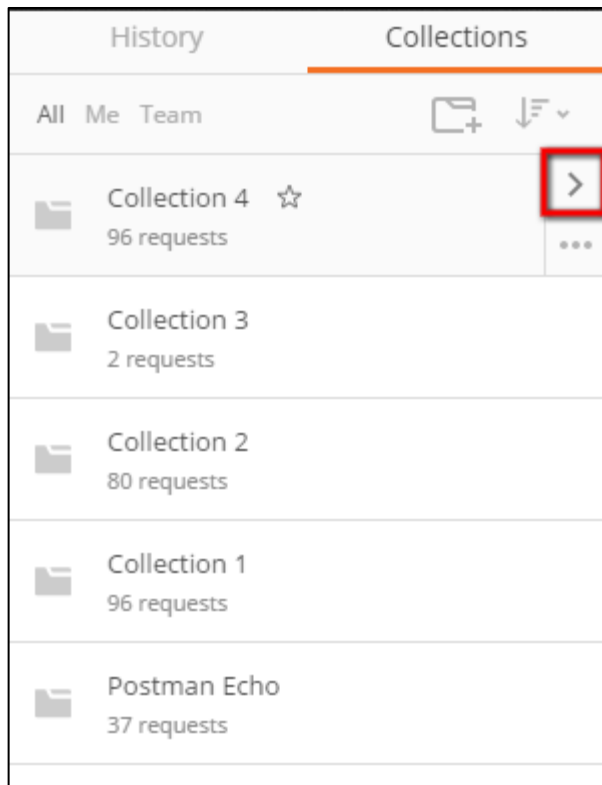 History Collections
All Me Team
Collection 4
96 requests
Collection 3
2 requests
Collection 2
80 requests
Collection 1
96 requests
Postman Echo
37 requests